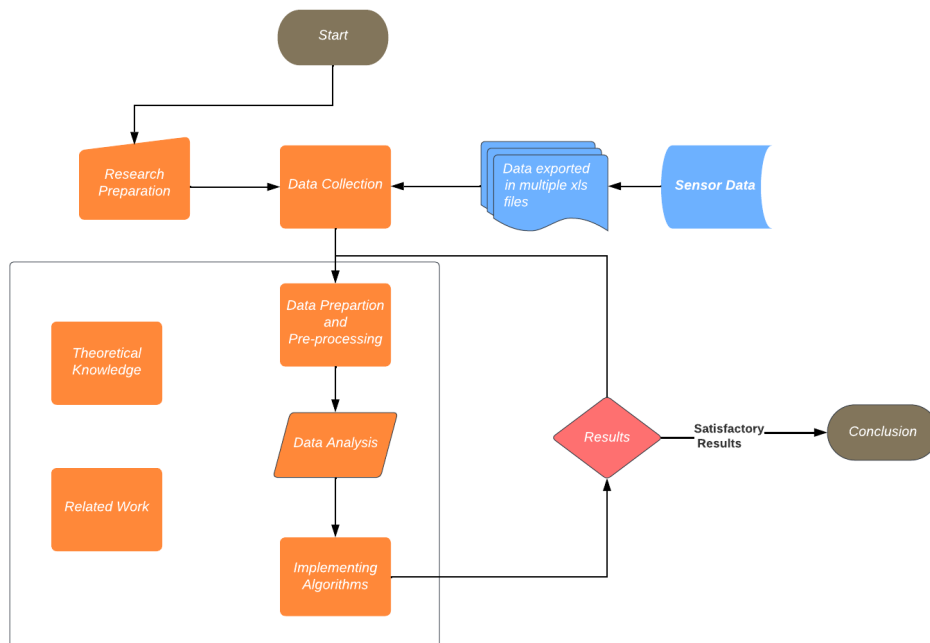 Start
Research
Preparation
Data Collection
Data exported
in multiple xls
files
Sensor Data
Data Prepartion
and
Pre-processing
Theoretical
Knowledge
Data Analysis
Results
Satisfactory
Results
Conclusion
Related Work
Implementing
Algorithms